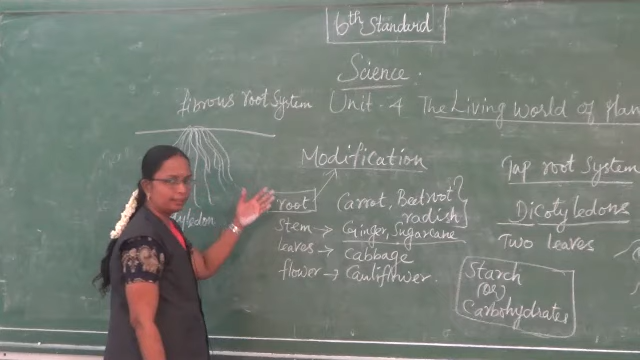 6th Standard
Science:
fibrous root System Unit - 4 The Living world of plan
Modification
Tap root System
root Carrot, Beetroot
radish
Dicotyledons
yledon
stem → Ginger, Sugarcane
Two leaves
leaves → Cabbage
flower → Cauliflower.
Starch
(or)
Carbohydrates